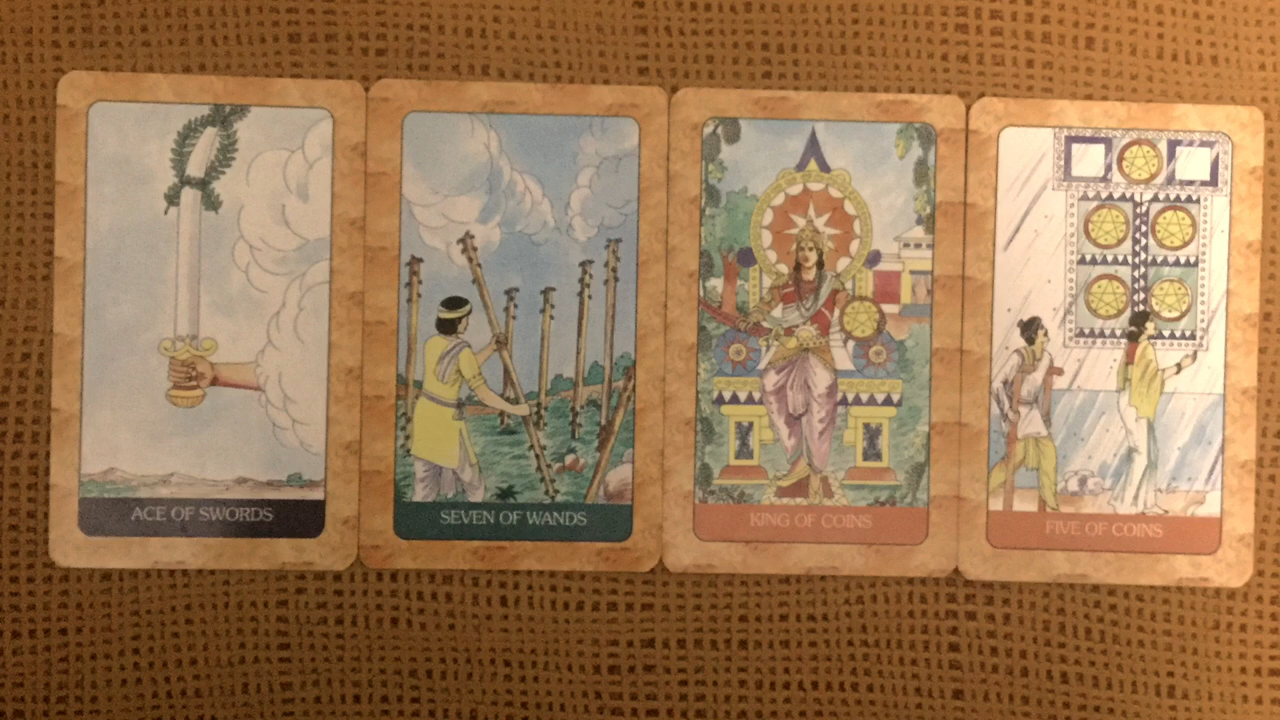 ACE OF SWORDS
SEVEN OF WANDS
KING OF COINS
FIVE OF COINS